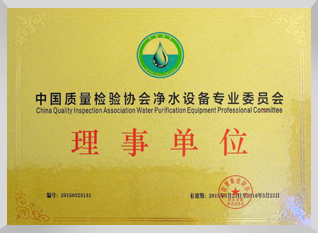 中国质量检验协会净水设备专业委员会
China Quality Inspection Association Water Purification Equipment Professional Committee
理事单位
编号：20150323131